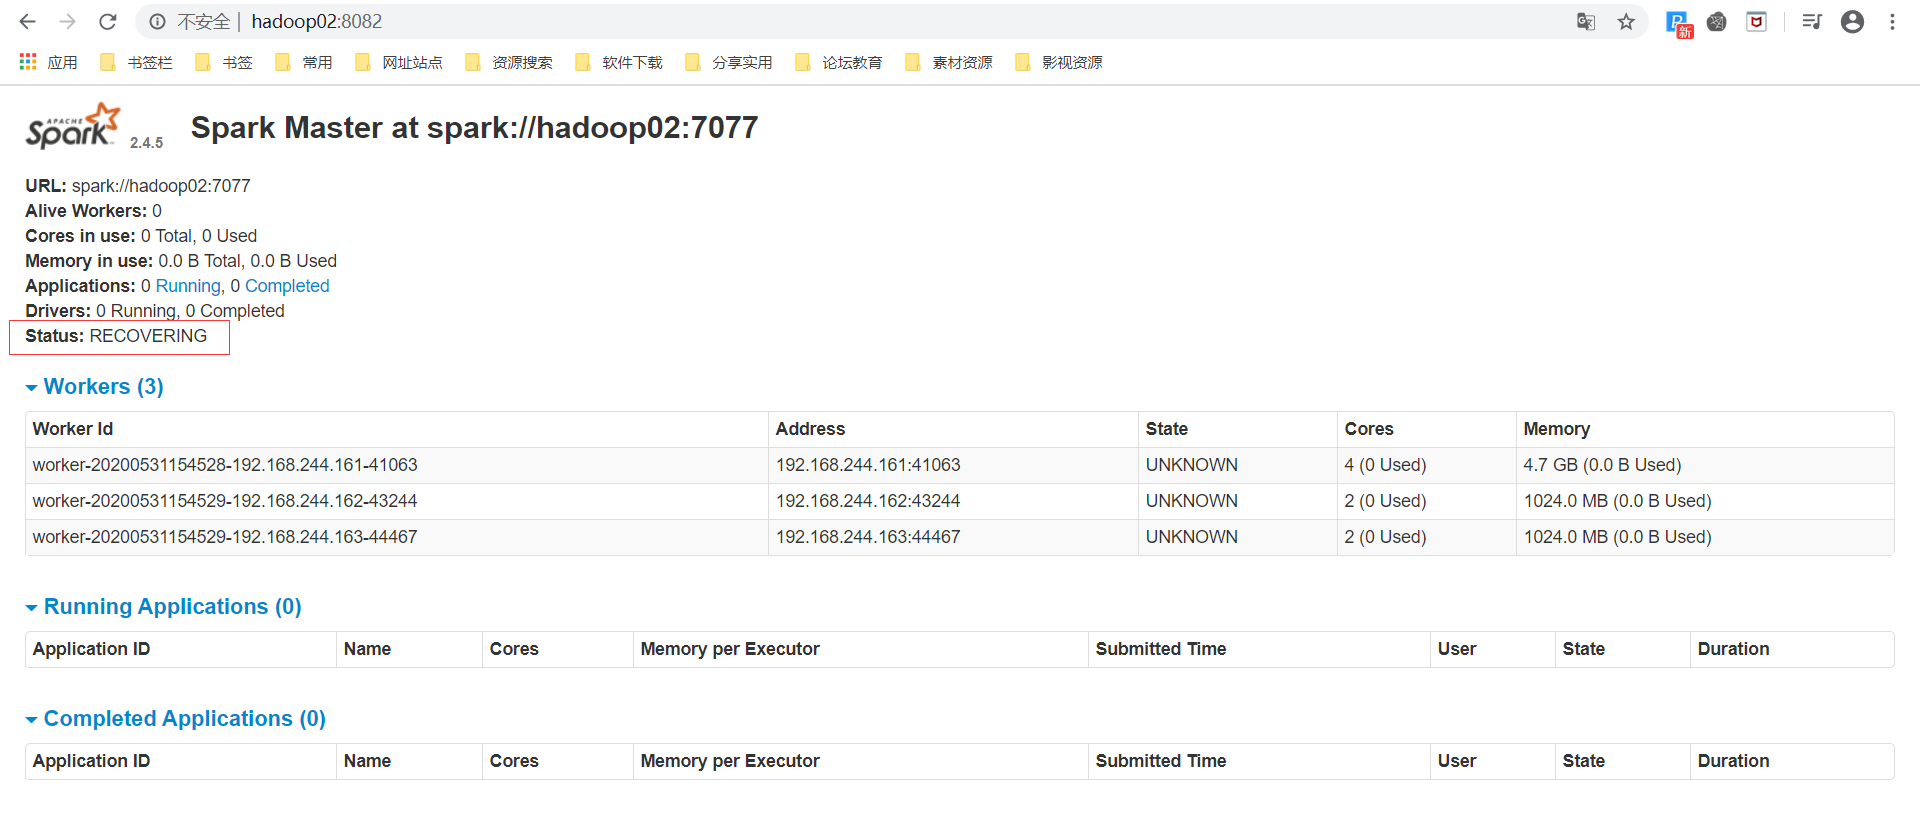 不安全 | hadoop02:8082
新
应用 书签栏 书签 常用 网址站点 资源搜索 软件下载 分享实用 论坛教育 素材资源 影视资源
APACHE Spark 2.4.5 Spark Master at spark://hadoop02:7077
URL: spark://hadoop02:7077
Alive Workers: 0
Cores in use: 0 Total, 0 Used
Memory in use: 0.0 B Total, 0.0 B Used
Applications: 0 Running, 0 Completed
Drivers: 0 Running, 0 Completed
Status: RECOVERING
Workers (3)
Worker Id Address State Cores Memory
worker-20200531154528-192.168.244.161-41063 192.168.244.161:41063 UNKNOWN 4 (0 Used) 4.7 GB (0.0 B Used)
worker-20200531154529-192.168.244.162-43244 192.168.244.162:43244 UNKNOWN 2 (0 Used) 1024.0 MB (0.0 B Used)
worker-20200531154529-192.168.244.163-44467 192.168.244.163:44467 UNKNOWN 2 (0 Used) 1024.0 MB (0.0 B Used)
Running Applications (0)
Application ID Name Cores Memory per Executor Submitted Time User State Duration
Completed Applications (0)
Application ID Name Cores Memory per Executor Submitted Time User State Duration